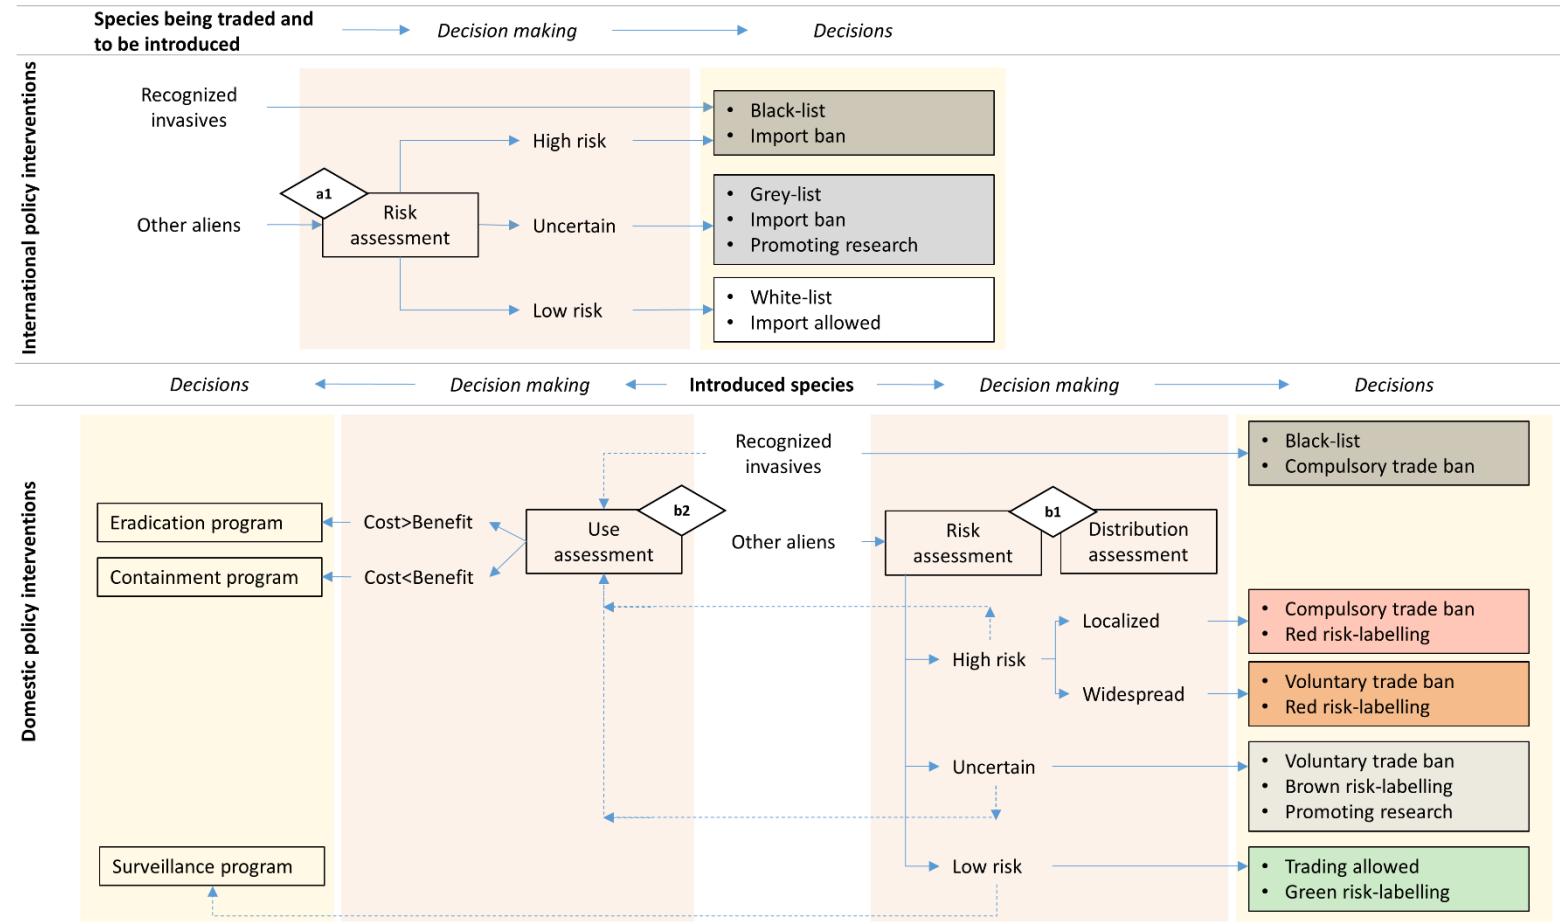 Species being traded and
to be introduced
Decision making
Decisions
International policy interventions
Recognized
invasives
Other aliens
a1
Risk
assessment
High risk
Uncertain
Low risk
• Black-list
• Import ban
• Grey-list
• Import ban
• Promoting research
• White-list
• Import allowed
Decisions
Decision making
Introduced species
Decision making
Decisions
Domestic policy interventions
Eradication program
Containment program
Surveillance program
Cost>Benefit
Cost<Benefit
Use
assessment
b2
Recognized
invasives
Other aliens
Risk
assessment
b1
Distribution
assessment
High risk
Localized
Widespread
Uncertain
Low risk
• Black-list
• Compulsory trade ban
• Compulsory trade ban
• Red risk-labelling
• Voluntary trade ban
• Red risk-labelling
• Voluntary trade ban
• Brown risk-labelling
• Promoting research
• Trading allowed
• Green risk-labelling